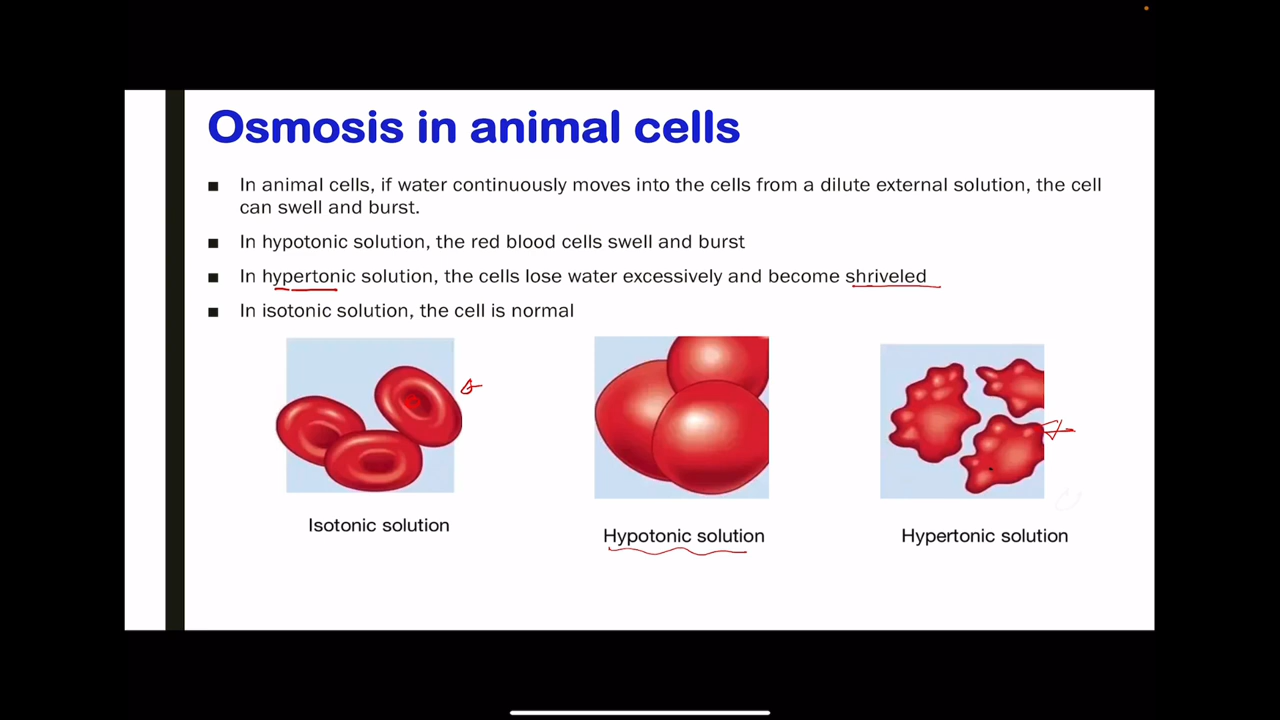 Osmosis in animal cells
■ In animal cells, if water continuously moves into the cells from a dilute external solution, the cell
can swell and burst.
■ In hypotonic solution, the red blood cells swell and burst
■ In hypertonic solution, the cells lose water excessively and become shriveled
■ In isotonic solution, the cell is normal
Isotonic solution
Hypotonic solution
Hypertonic solution